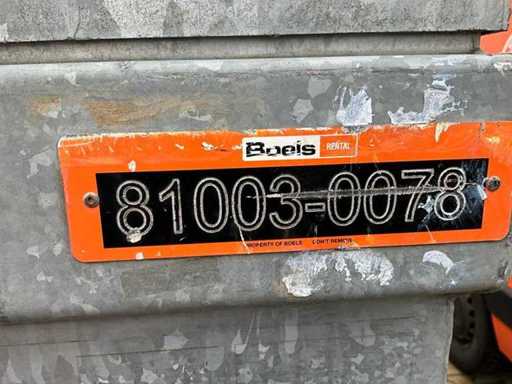 Boels RENTAL
81003-0078
PROPERTY OF BOELS DON'T REMOVE